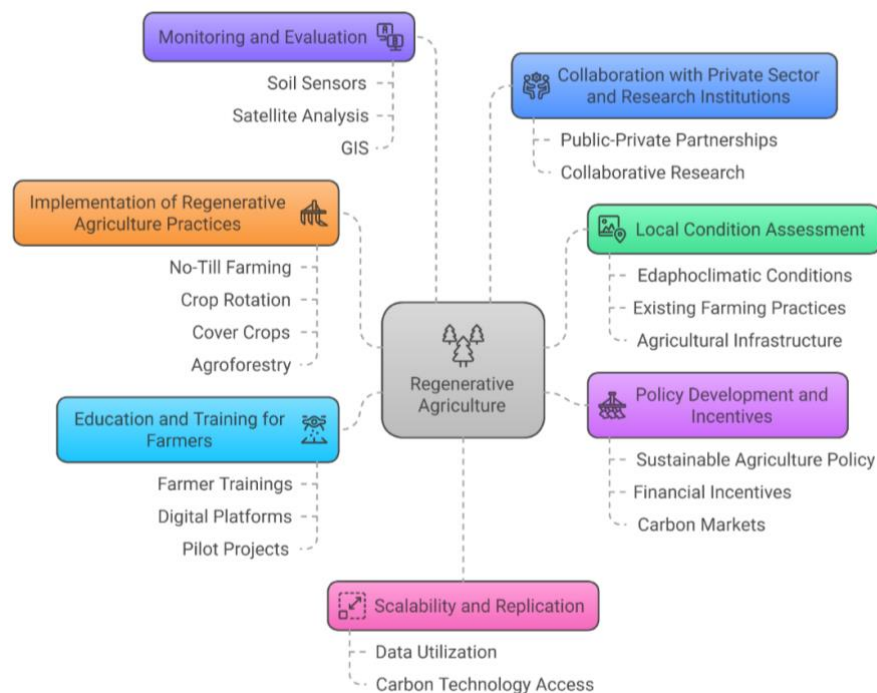 Monitoring and Evaluation
Soil Sensors
Satellite Analysis
GIS
Collaboration with Private Sector
and Research Institutions
Public-Private Partnerships
Collaborative Research
Implementation of Regenerative
Agriculture Practices
No-Till Farming
Crop Rotation
Cover Crops
Agroforestry
Local Condition Assessment
Edaphoclimatic Conditions
Existing Farming Practices
Agricultural Infrastructure
Regenerative
Agriculture
Education and Training for
Farmers
Farmer Trainings
Digital Platforms
Pilot Projects
Policy Development and
Incentives
Sustainable Agriculture Policy
Financial Incentives
Carbon Markets
Scalability and Replication
Data Utilization
Carbon Technology Access